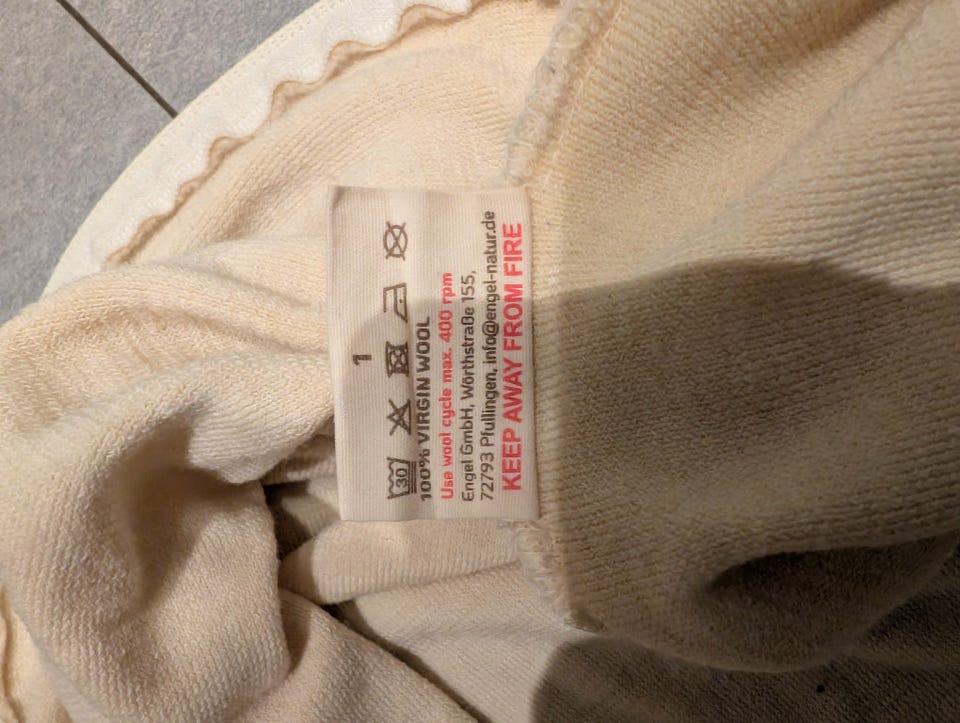 1
30
100% VIRGIN WOOL
Use wool cycle max. 400 rpm
Engel GmbH, Wörthstraße 155,
72793 Pfullingen, info@engel-natur.de
KEEP AWAY FROM FIRE